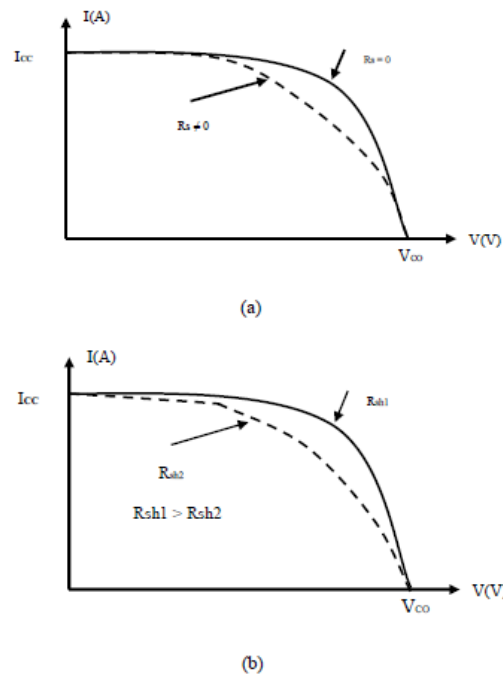 I(A)
Icc
Rs = 0
Rs ≠ 0
V(V)
Vco
(a)
I(A)
Icc
Rsh1
Rsh2
Rsh1 > Rsh2
V(V
Vco
(b)